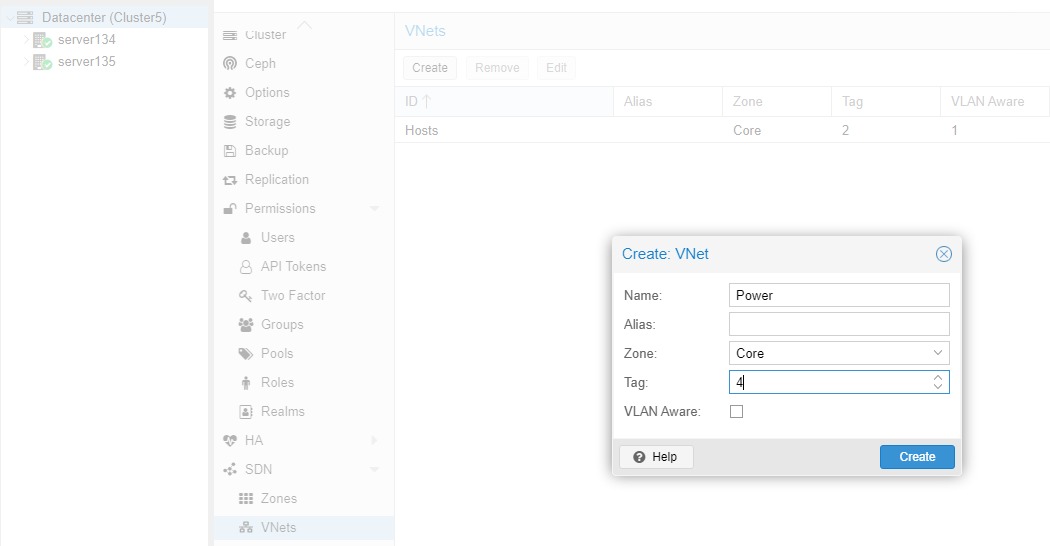 Datacenter (Cluster5)
server134
server135
Cluster
Ceph
Options
Storage
Backup
Replication
Permissions
Users
API Tokens
Two Factor
Groups
Pools
Roles
Realms
HA
SDN
Zones
VNets
VNets
Create Remove Edit
ID Alias Zone Tag VLAN Aware
Hosts Core 2 1
Create: VNet
Name: Power
Alias:
Zone: Core
Tag: 4
VLAN Aware:
Help Create